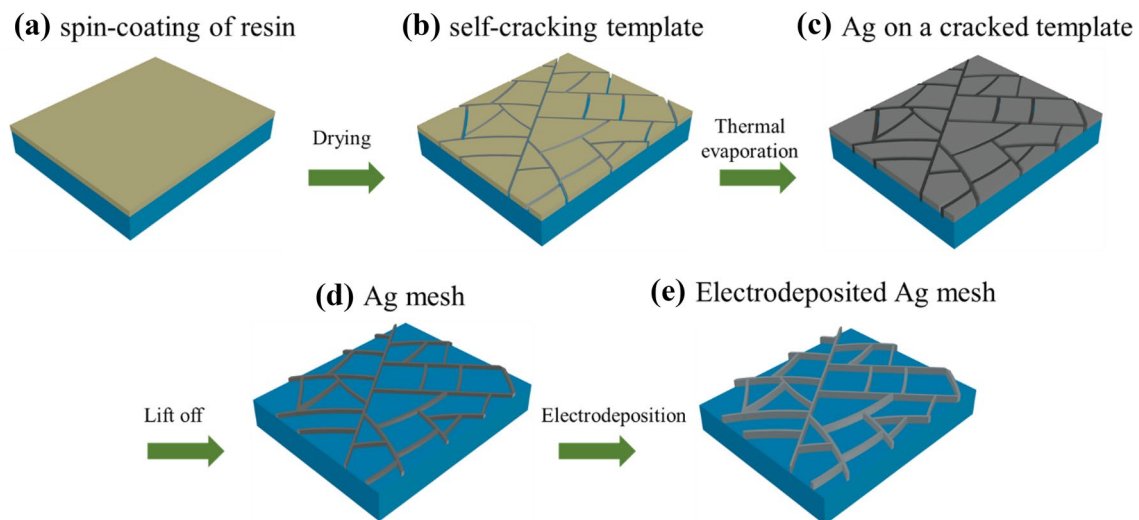 (a) spin-coating of resin
(b) self-cracking template
(c) Ag on a cracked template
Drying
Thermal
evaporation
(d) Ag mesh
(e) Electrodeposited Ag mesh
Lift off
Electrodeposition